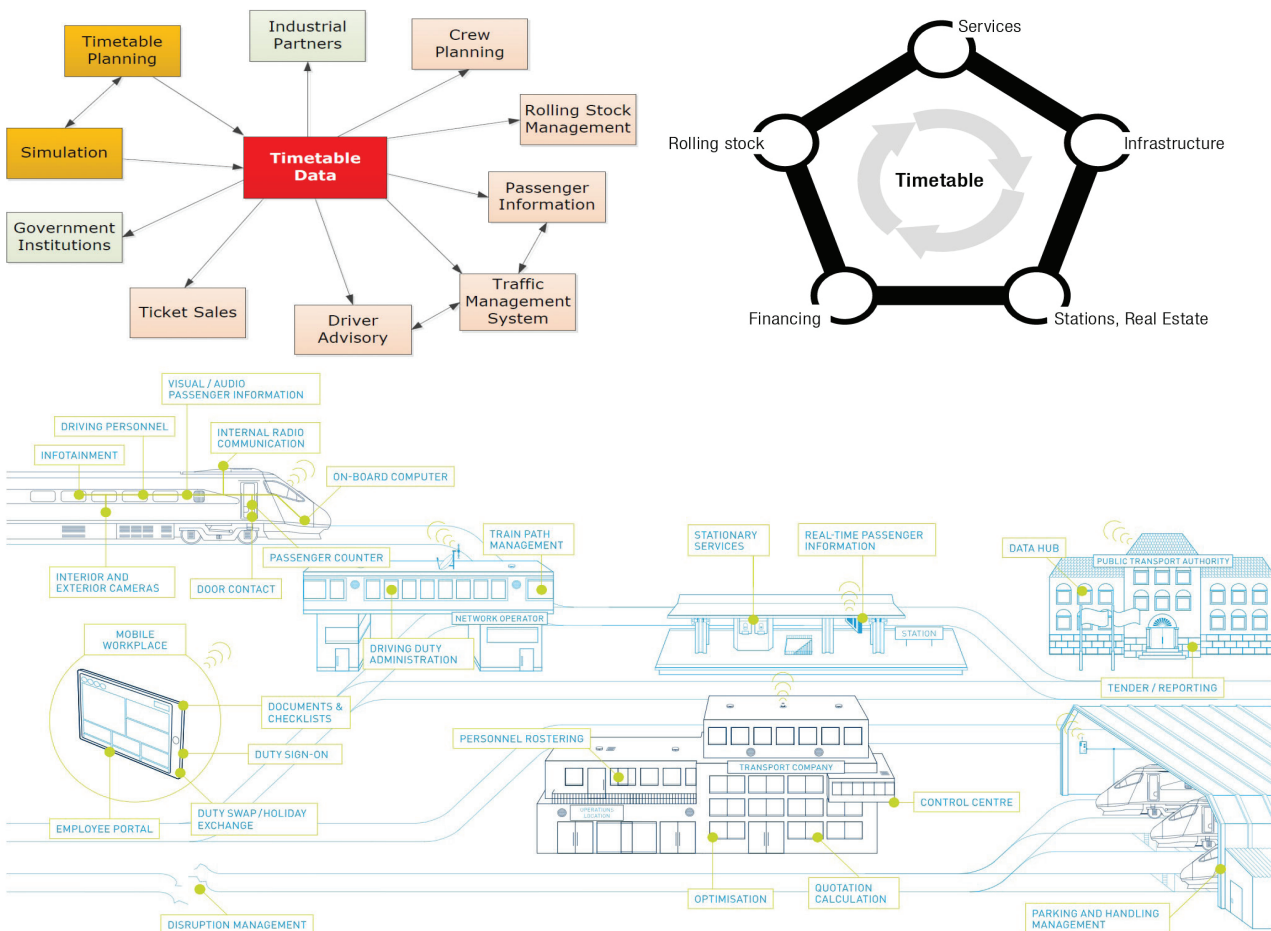 Timetable
Planning
Industrial
Partners
Crew
Planning
Simulation
Timetable
Data
Rolling Stock
Management
Government
Institutions
Passenger
Information
Ticket Sales
Driver
Advisory
Traffic
Management
System
Services
Rolling stock
Infrastructure
Timetable
Financing
Stations, Real Estate
VISUAL / AUDIO
PASSENGER INFORMATION
DRIVING PERSONNEL
INTERNAL RADIO
COMMUNICATION
INFOTAINMENT
ON-BOARD COMPUTER
PASSENGER COUNTER
INTERIOR AND
EXTERIOR CAMERAS
DOOR CONTACT
TRAIN PATH
MANAGEMENT
NETWORK OPERATOR
DRIVING DUTY
ADMINISTRATION
STATIONARY
SERVICES
REAL-TIME PASSENGER
INFORMATION
STATION
DATA HUB
PUBLIC TRANSPORT AUTHORITY
TENDER / REPORTING
MOBILE
WORKPLACE
DOCUMENTS &
CHECKLISTS
DUTY SIGN-ON
DUTY SWAP/HOLIDAY
EXCHANGE
EMPLOYEE PORTAL
PERSONNEL ROSTERING
TRANSPORT COMPANY
OPERATIONS
LOCATION
CONTROL CENTRE
OPTIMISATION
QUOTATION
CALCULATION
DISRUPTION MANAGEMENT
PARKING AND HANDLING
MANAGEMENT